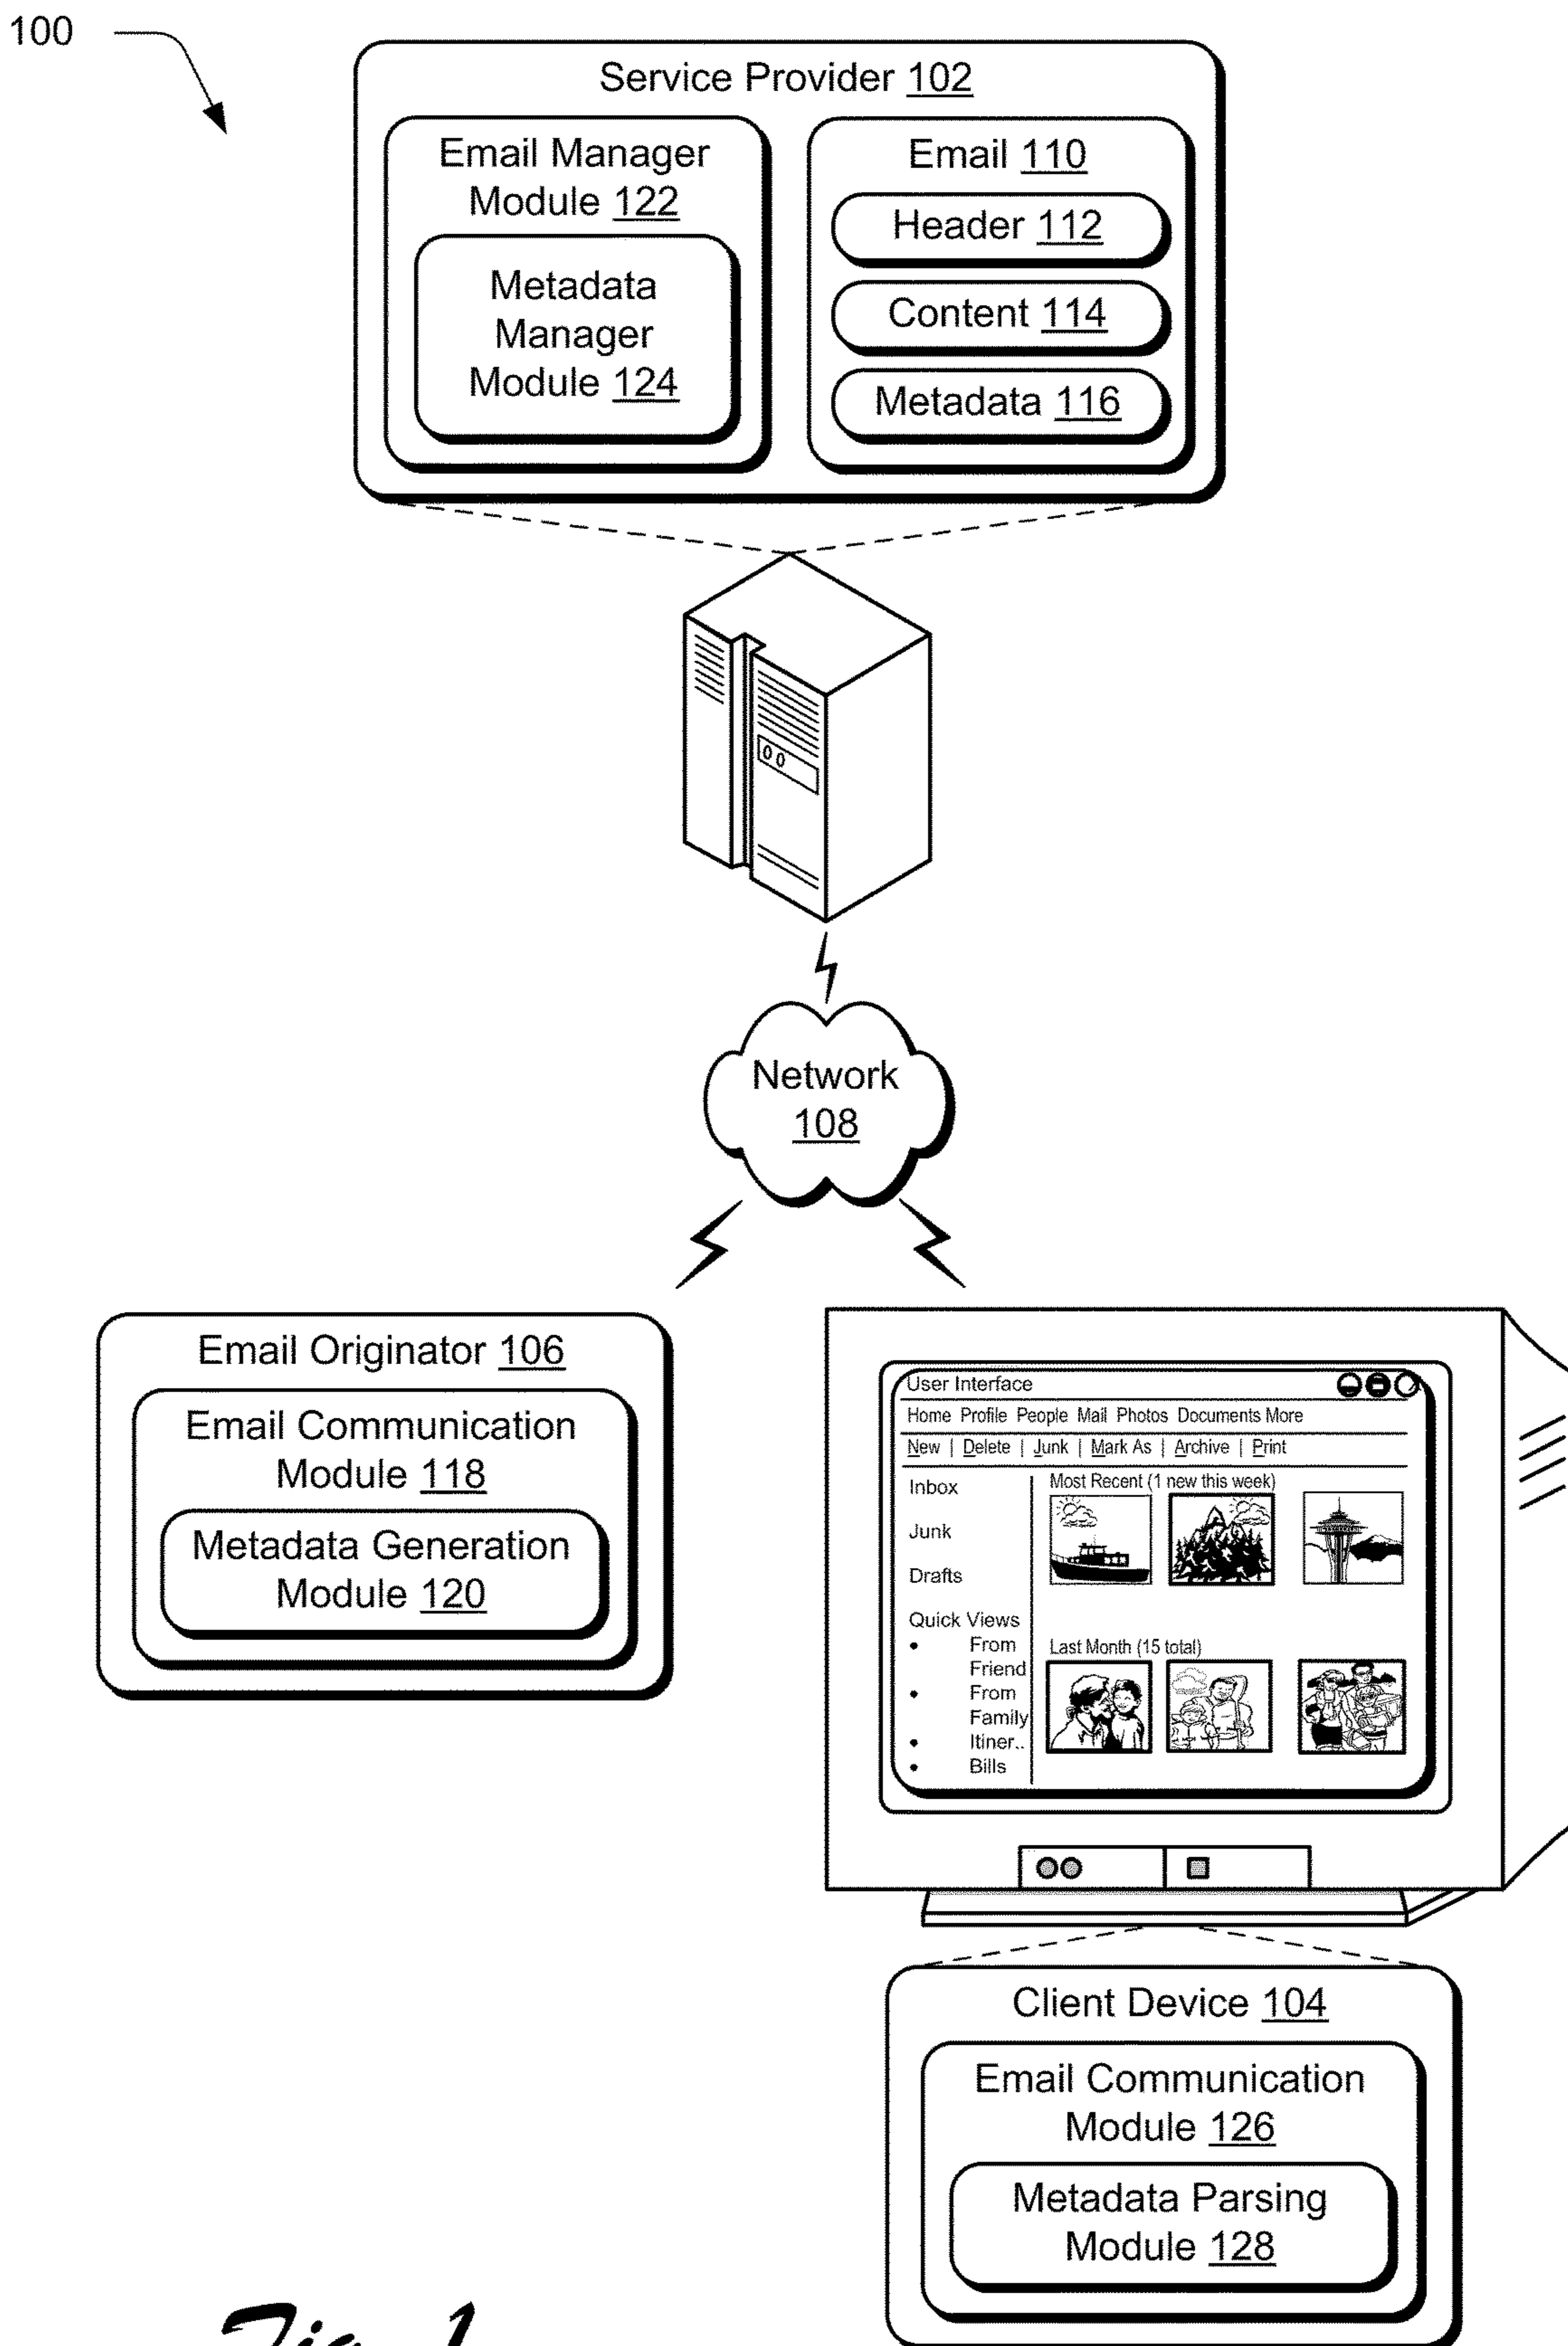 100
Service Provider 102
Email Manager
Module 122
Metadata
Manager
Module 124
Email 110
Header 112
Content 114
Metadata 116
Network
108
Email Originator 106
Email Communication
Module 118
Metadata Generation
Module 120
User Interface
Home Profile People Mail Photos Documents More
New | Delete | Junk | Mark As | Archive | Print
Inbox
Junk
Drafts
Quick Views
• From
Friend
• From
Family
• Itiner..
• Bills
Most Recent (1 new this week)
Last Month (15 total)
Client Device 104
Email Communication
Module 126
Metadata Parsing
Module 128
Fig. 1